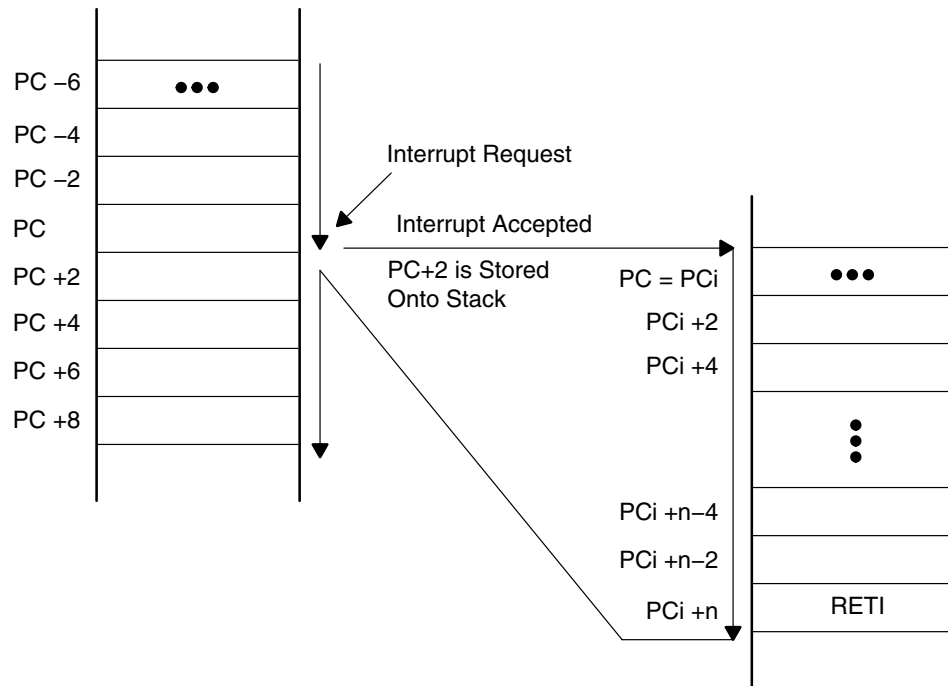 PC −6
PC −4
PC −2
PC
PC +2
PC +4
PC +6
PC +8
Interrupt Request
Interrupt Accepted
PC+2 is Stored
Onto Stack
PC = PCi
PCi +2
PCi +4
PCi +n−4
PCi +n−2
PCi +n
RETI